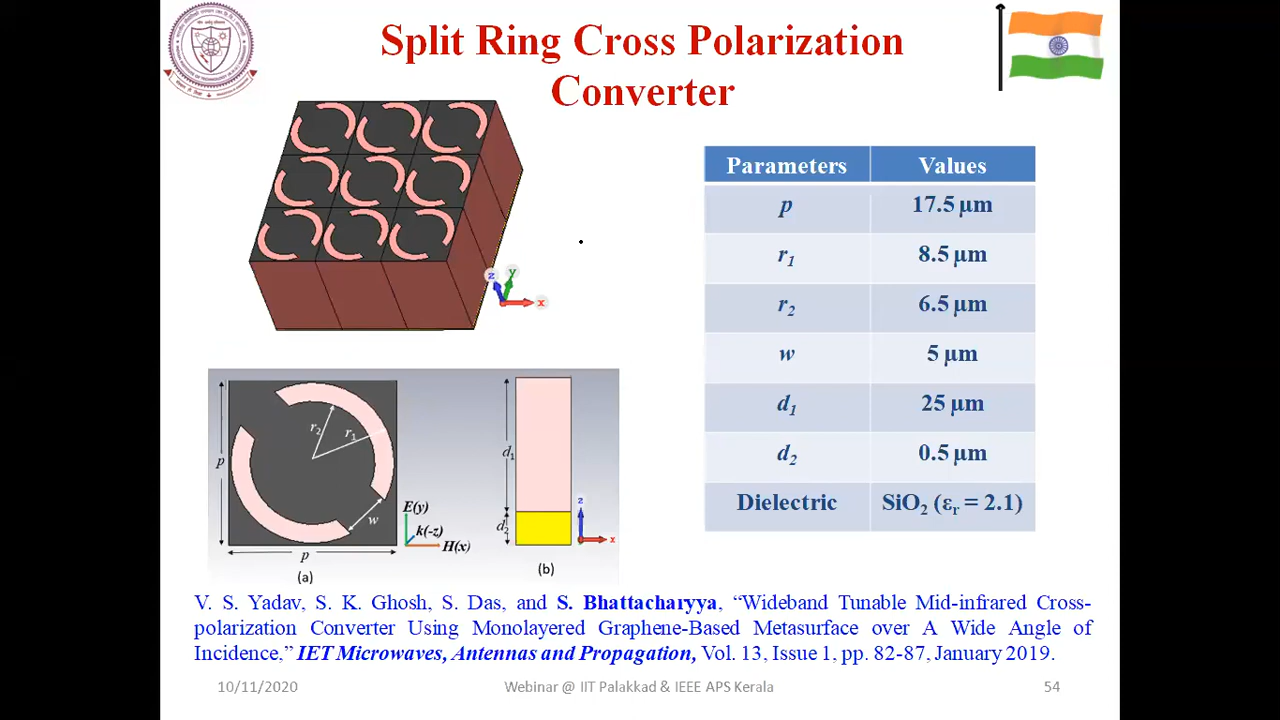 Split Ring Cross Polarization
Converter
z y x
Parameters Values
p 17.5 μm
r1 8.5 μm
r2 6.5 μm
w 5 μm
d1 25 μm
d2 0.5 μm
Dielectric SiO2 (εr = 2.1)
p
r2 r1
w
p
E(y)
k(-z)
H(x)
(a)
d1
d2
z
x
(b)
V. S. Yadav, S. K. Ghosh, S. Das, and S. Bhattacharyya, “Wideband Tunable Mid-infrared Cross-
polarization Converter Using Monolayered Graphene-Based Metasurface over A Wide Angle of
Incidence,” IET Microwaves, Antennas and Propagation, Vol. 13, Issue 1, pp. 82-87, January 2019.
10/11/2020 Webinar @ IIT Palakkad & IEEE APS Kerala 54